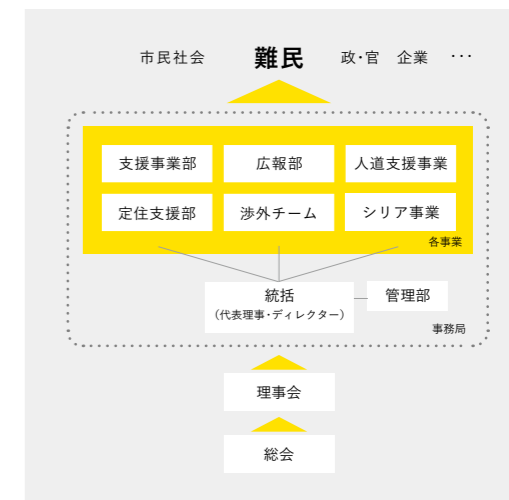 市民社会 難民 政・官 企業 ・・・
支援事業部 広報部 人道支援事業
定住支援部 渉外チーム シリア事業
各事業
統括 管理部
（代表理事・ディレクター）
事務局
理事会
総会